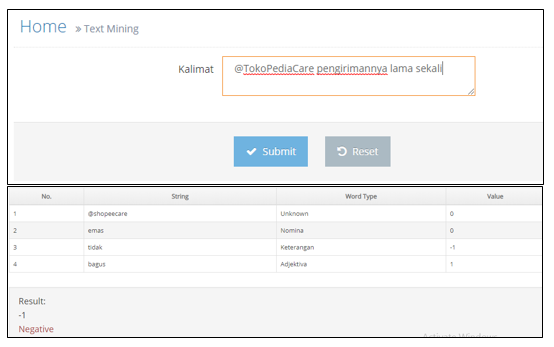 Home » Text Mining
Kalimat @TokoPediaCare pengirimannya lama sekali
Submit Reset
No. String Word Type Value
1 @shopeecare Unknown 0
2 emas Nomina 0
3 tidak Keterangan -1
4 bagus Adjektiva 1
Result:
-1
Negative
Activate Windows